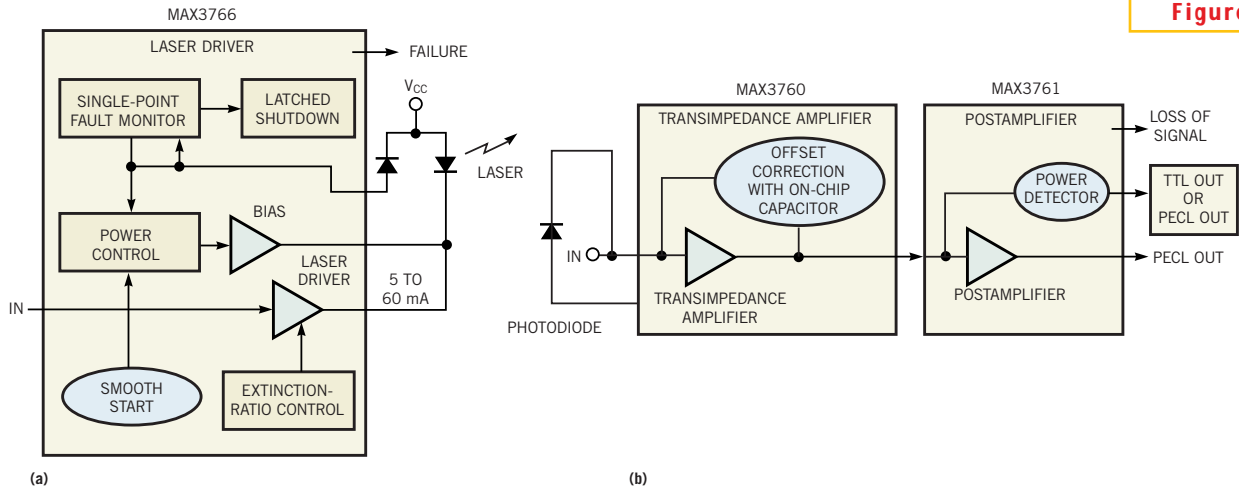 Figure
MAX3766
LASER DRIVER
FAILURE
SINGLE-POINT
FAULT MONITOR
LATCHED
SHUTDOWN
VCC
LASER
POWER
CONTROL
BIAS
LASER
DRIVER
5 TO
60 mA
IN
SMOOTH
START
EXTINCTION-
RATIO CONTROL
(a)
MAX3760
TRANSIMPEDANCE AMPLIFIER
OFFSET
CORRECTION
WITH ON-CHIP
CAPACITOR
IN
TRANSIMPEDANCE
AMPLIFIER
PHOTODIODE
MAX3761
POSTAMPLIFIER
LOSS OF
SIGNAL
POWER
DETECTOR
TTL OUT
OR
PECL OUT
PECL OUT
POSTAMPLIFIER
(b)